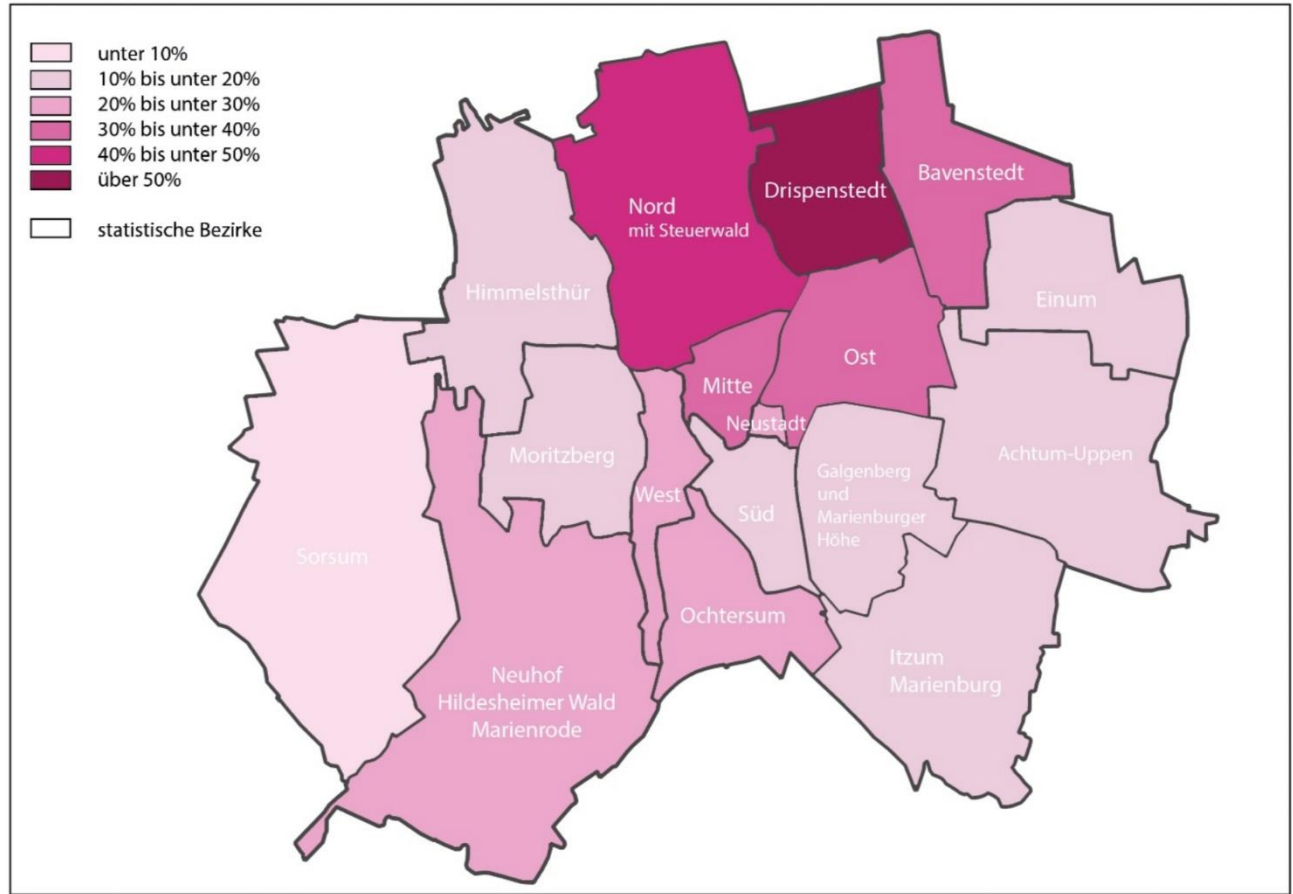 unter 10%
10% bis unter 20%
20% bis unter 30%
30% bis unter 40%
40% bis unter 50%
über 50%
statistische Bezirke
Nord
mit Steuerwald
Drispenstedt
Bavenstedt
Himmelsthür
Einum
Ost
Mitte
Neustadt
Moritzberg
Achtum-Uppen
West
Galgenberg
und
Marienburger
Höhe
Süd
Sorsum
Ochtersum
Itzum
Marienburg
Neuhof
Hildesheimer Wald
Marienrode